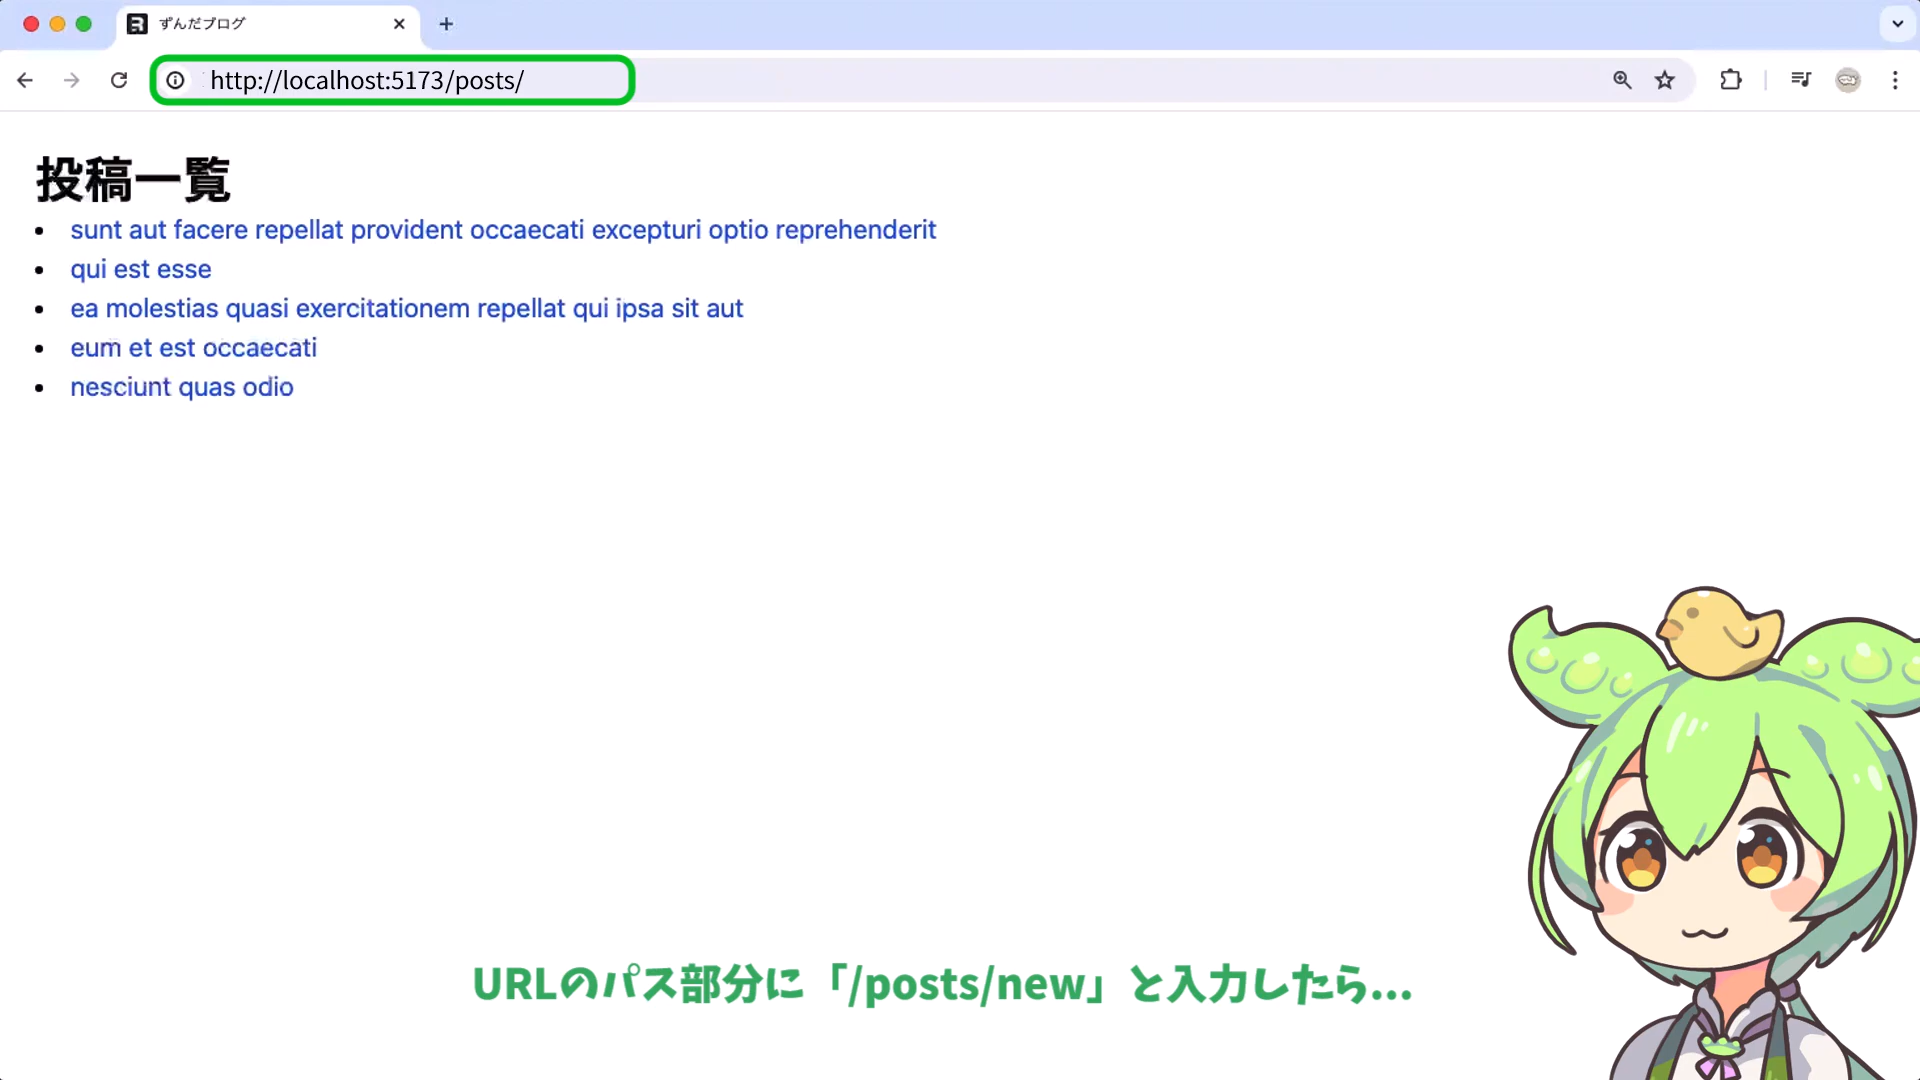 ずんだブログ
http://localhost:5173/posts/
投稿一覧
sunt aut facere repellat provident occaecati excepturi optio reprehenderit
qui est esse
ea molestias quasi exercitationem repellat qui ipsa sit aut
eum et est occaecati
nesciunt quas odio
URLのパス部分に「/posts/new」と入力したら...